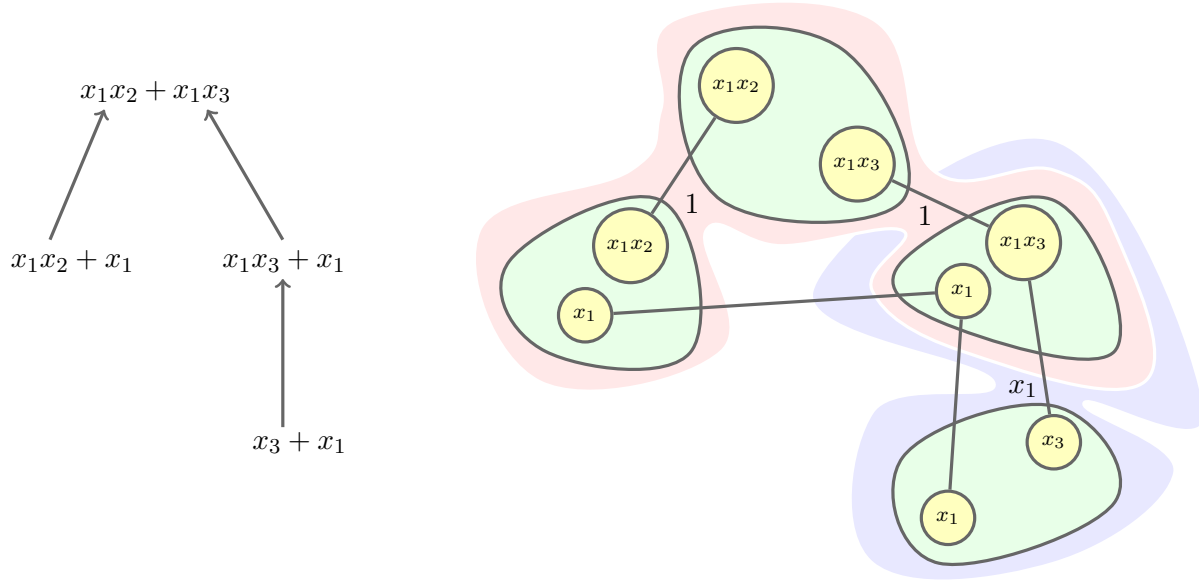 x₁x₂ + x₁x₃
x₁x₂ + x₁
x₁x₃ + x₁
x₃ + x₁
x₁x₂
x₁x₃
1
1
x₁x₂
x₁x₃
x₁
x₁
x₁
x₃
x₁